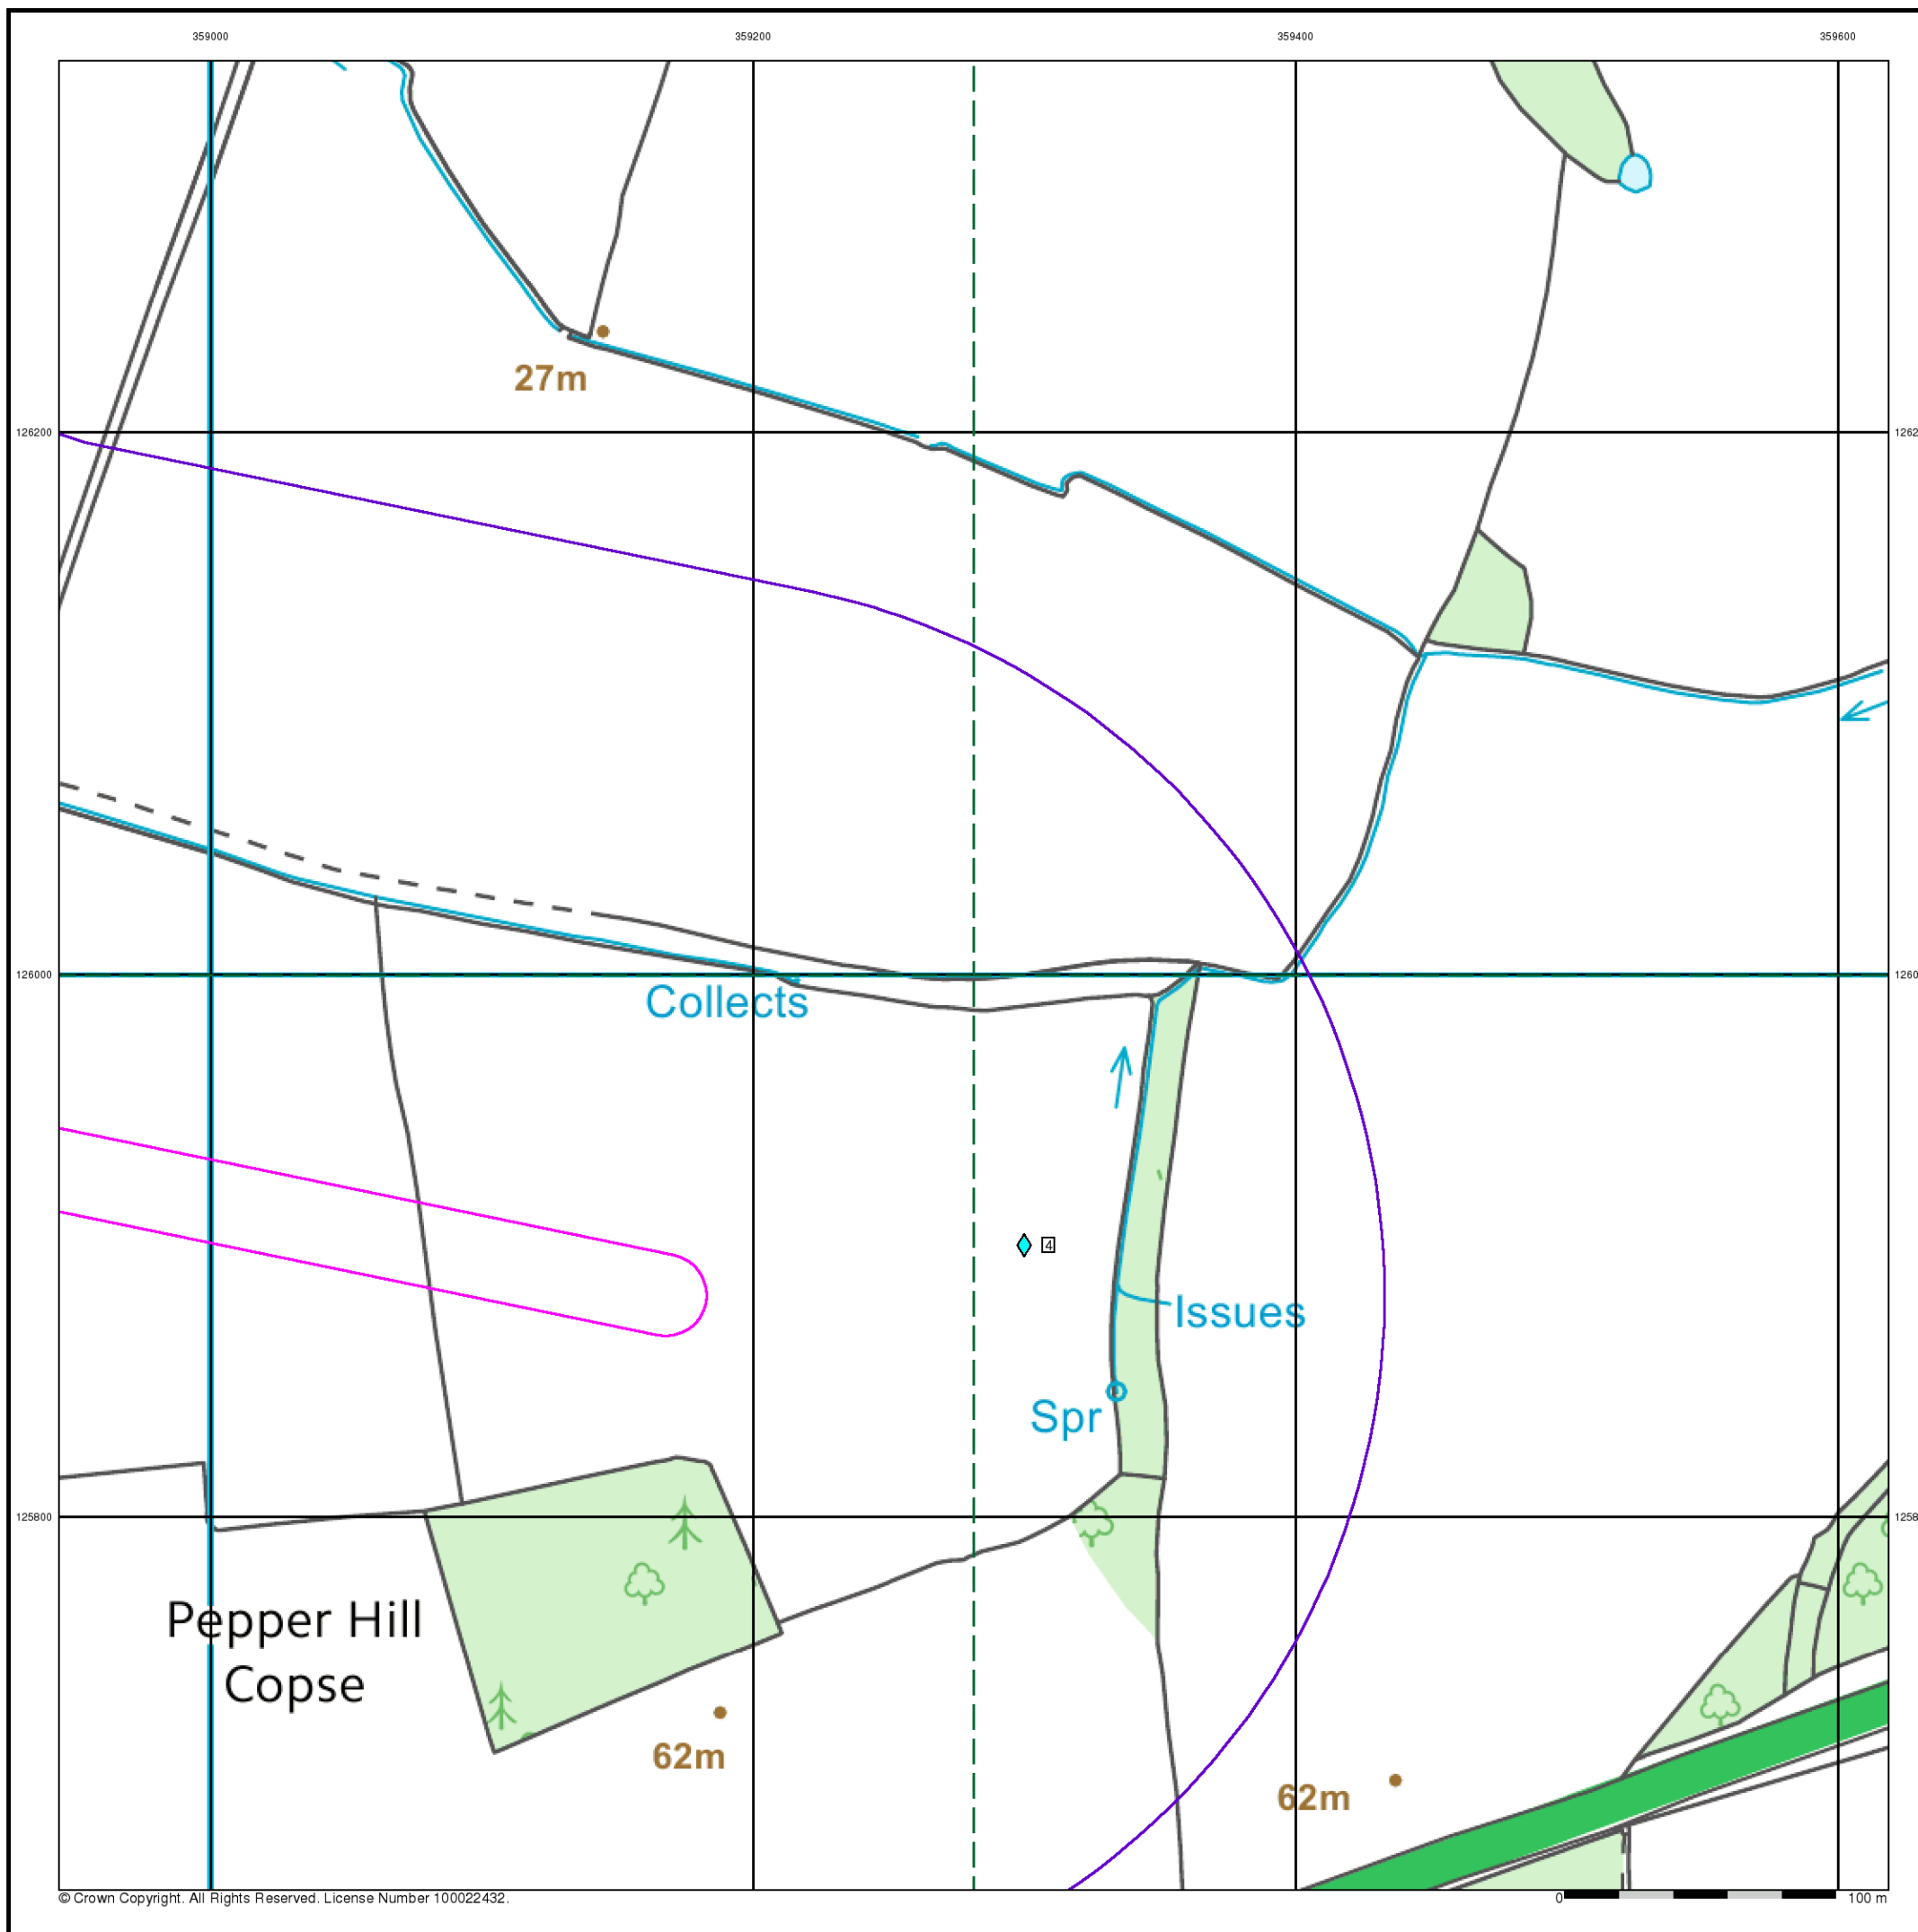 359000
359200
359400
359600
27m
126200
1262
126000
1260
Collects
4
Issues
Spr
125800
1258
Pepper Hill
Copse
62m
62m
© Crown Copyright. All Rights Reserved. License Number 100022432.
0
100 m